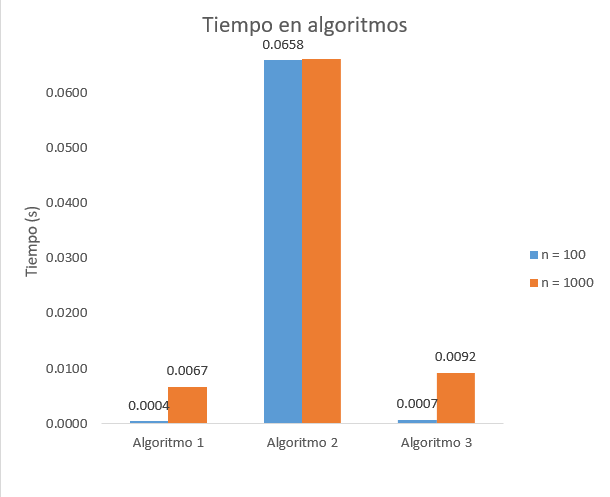 Tiempo en algoritmos
0.0658
0.0600
0.0500
0.0400
0.0300
0.0200
0.0100
0.0000
Tiempo (s)
0.0004
0.0067
0.0007
0.0092
Algoritmo 1
Algoritmo 2
Algoritmo 3
n = 100
n = 1000